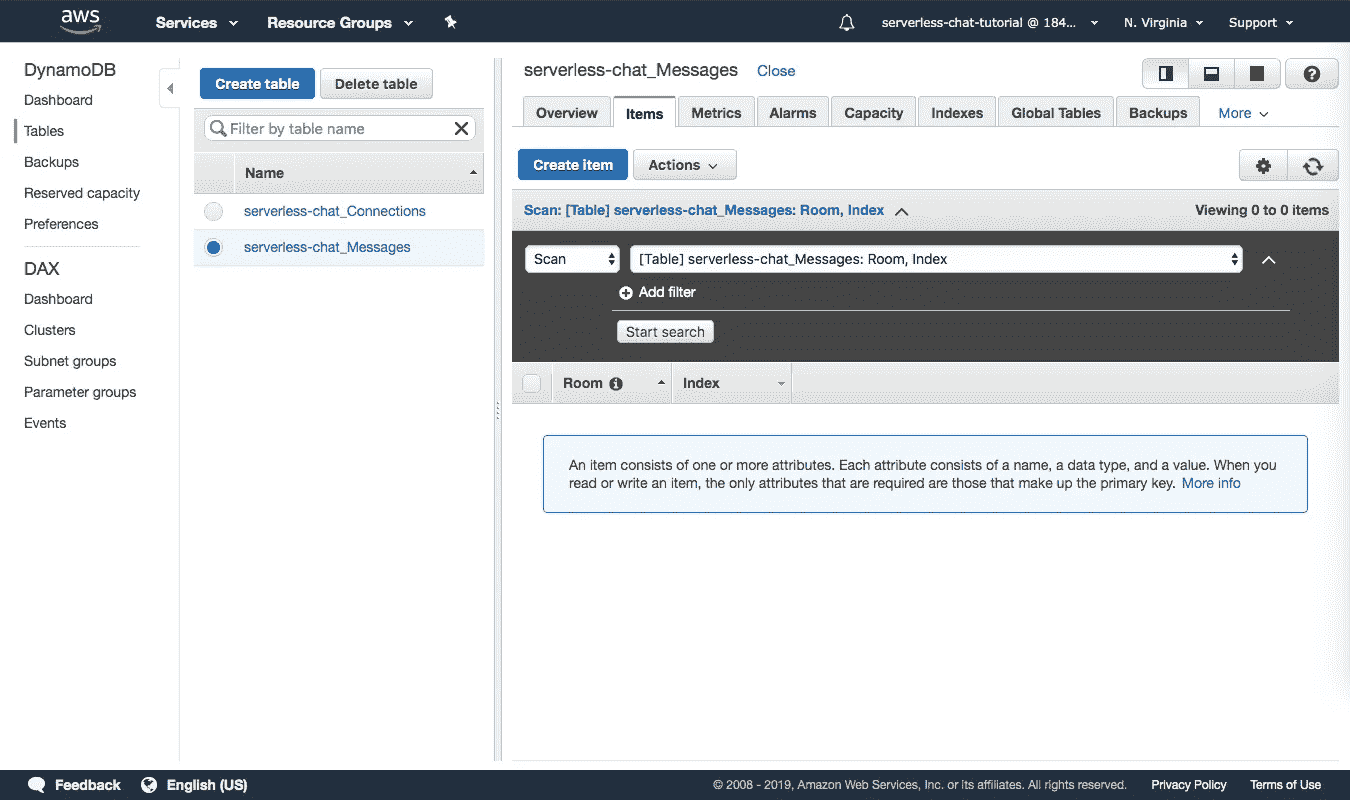 aws Services Resource Groups serverless-chat-tutorial @ 184... N. Virginia Support
DynamoDB
Dashboard
Tables
Backups
Reserved capacity
Preferences
DAX
Dashboard
Clusters
Subnet groups
Parameter groups
Events
Create table Delete table
Filter by table name
Name
serverless-chat_Connections
serverless-chat_Messages
serverless-chat_Messages Close
Overview Items Metrics Alarms Capacity Indexes Global Tables Backups More
Create item Actions
Scan: [Table] serverless-chat_Messages: Room, Index Viewing 0 to 0 items
Scan [Table] serverless-chat_Messages: Room, Index
Add filter
Start search
Room Index
An item consists of one or more attributes. Each attribute consists of a name, a data type, and a value. When you
read or write an item, the only attributes that are required are those that make up the primary key. More info
Feedback English (US) © 2008 - 2019, Amazon Web Services, Inc. or its affiliates. All rights reserved. Privacy Policy Terms of Use